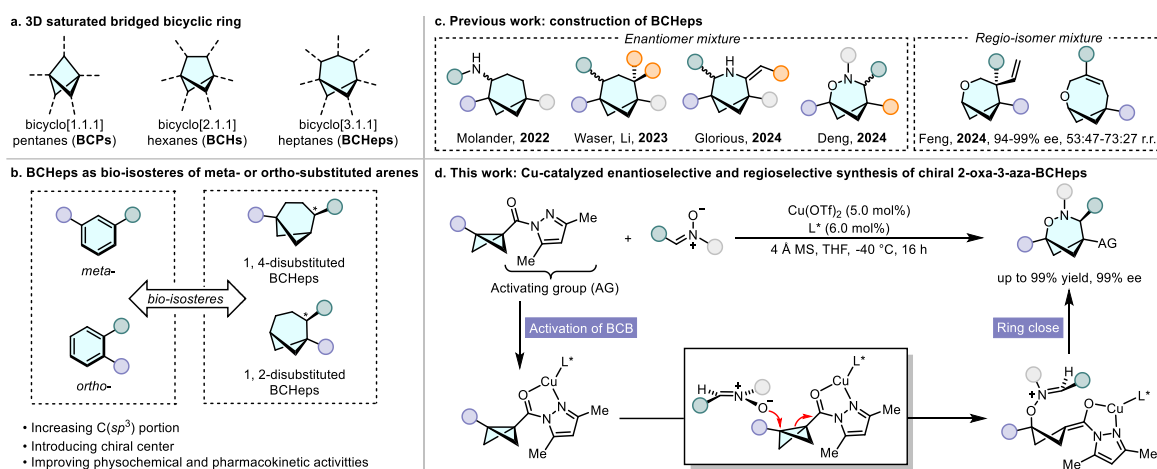 a. 3D saturated bridged bicyclic ring
bicyclo[1.1.1]
pentanes (BCPs)
bicyclo[2.1.1]
hexanes (BCHs)
bicyclo[3.1.1]
heptanes (BCHeps)
b. BCHeps as bio-isosteres of meta- or ortho-substituted arenes
meta-
ortho-
bio-isosteres
*
1, 4-disubstituted
BCHeps
*
1, 2-disubstituted
BCHeps
• Increasing C(sp³) portion
• Introducing chiral center
• Improving physochemical and pharmacokinetic activities
c. Previous work: construction of BCHeps
Enantiomer mixture
H
N
Molander, 2022
Waser, Li, 2023
H
N
Glorious, 2024
O
N
Deng, 2024
Regio-isomer mixture
O
O
Feng, 2024, 94-99% ee, 53:47-73:27 r.r.
d. This work: Cu-catalyzed enantioselective and regioselective synthesis of chiral 2-oxa-3-aza-BCHeps
O
N
N
Me
Me
Activating group (AG)
+
O
−
N
+
Cu(OTf)₂ (5.0 mol%)
L* (6.0 mol%)
4 Å MS, THF, -40 °C, 16 h
N
O
AG
up to 99% yield, 99% ee
Activation of BCB
Ring close
L*
Cu
O
N
N
Me
Me
H
N
+
O
−
L*
Cu
O
N
N
Me
Me
H
N
+
O
O
L*
Cu
N
N
Me
Me